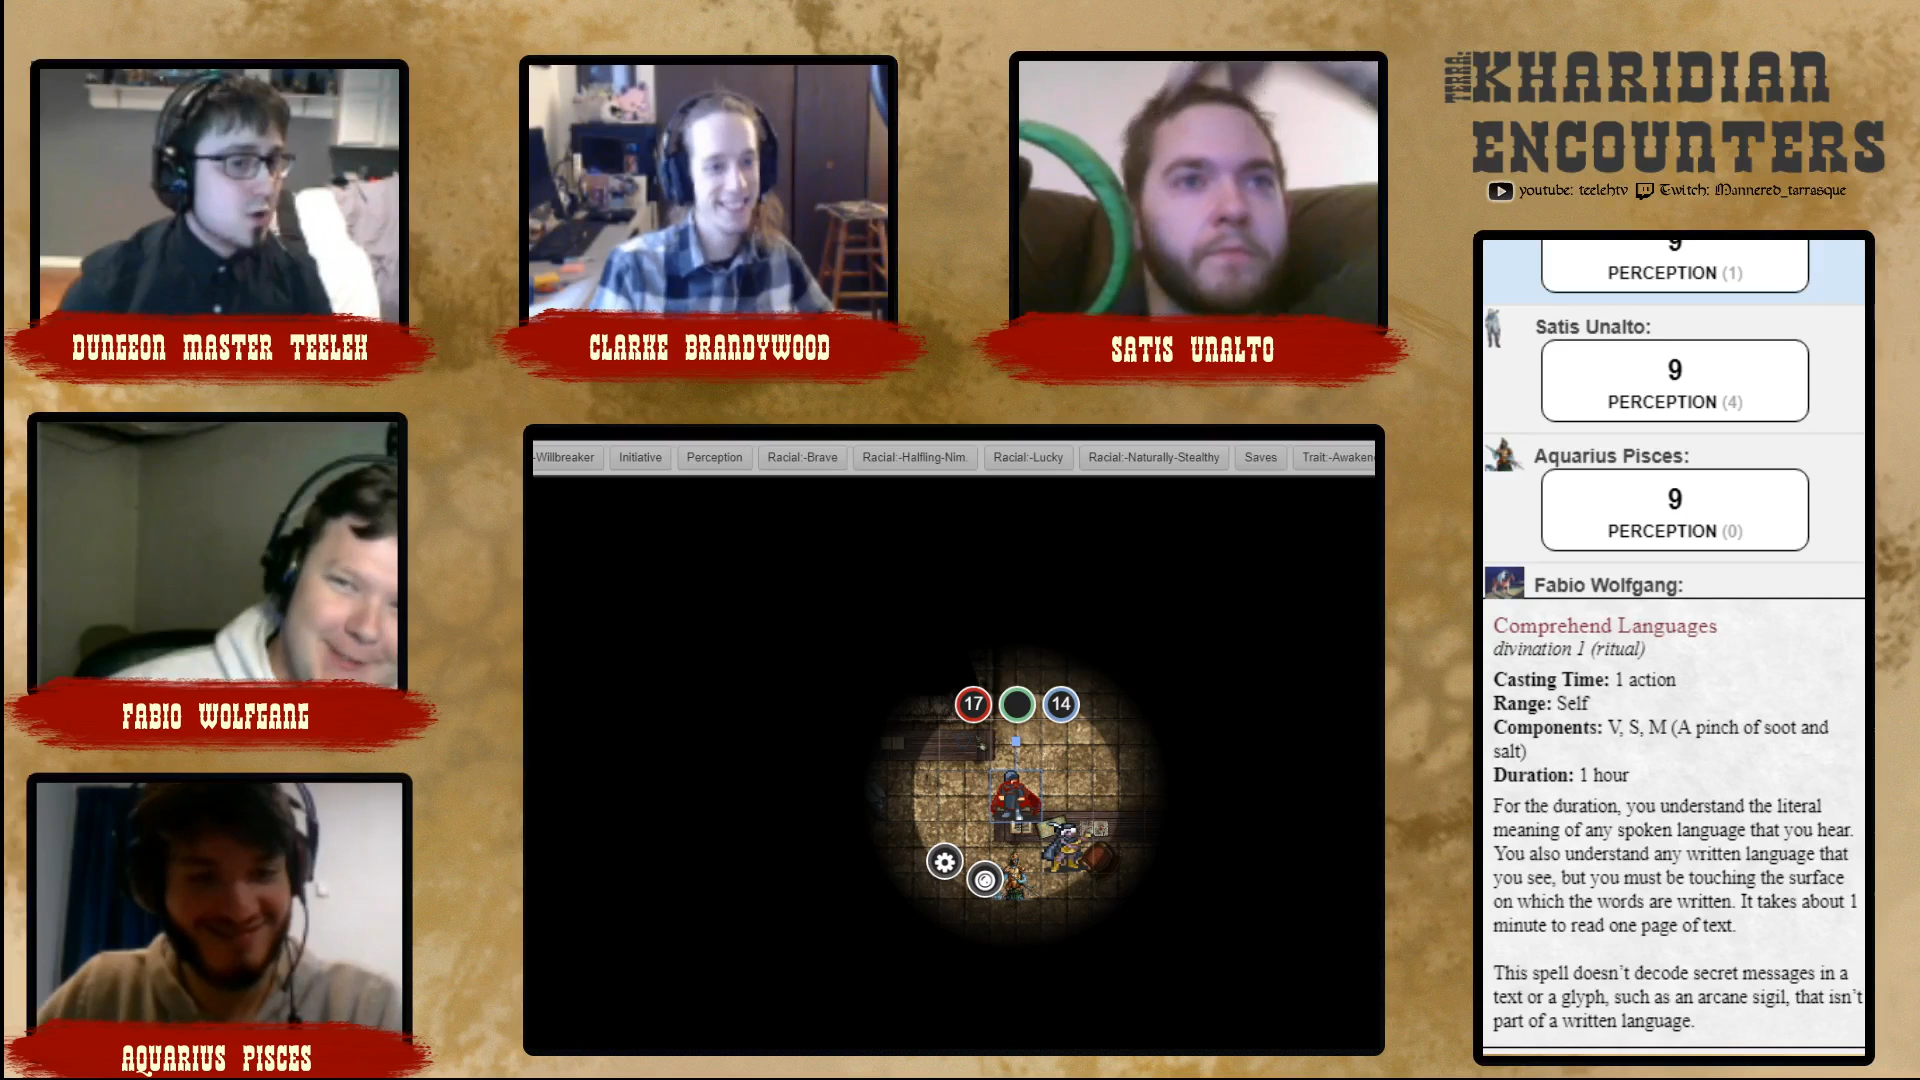 TERRA:
KHARIDIAN
ENCOUNTERS
youtube: teelehtv Twitch: Mannered_tarrasque
DUNGEON MASTER TEELEH
CLARKE BRANDYWOOD
SATIS UNALTO
FABIO WOLFGANG
AQUARIUS PISCES
-Willbreaker Initiative Perception Racial:-Brave Racial:-Halfling-Nim. Racial:-Lucky Racial:-Naturally-Stealthy Saves Trait:-Awaken
17 14
9
PERCEPTION (1)
Satis Unalto:
9
PERCEPTION (4)
Aquarius Pisces:
9
PERCEPTION (0)
Fabio Wolfgang:
Comprehend Languages
divination 1 (ritual)
Casting Time: 1 action
Range: Self
Components: V, S, M (A pinch of soot and
salt)
Duration: 1 hour
For the duration, you understand the literal
meaning of any spoken language that you hear.
You also understand any written language that
you see, but you must be touching the surface
on which the words are written. It takes about 1
minute to read one page of text.
This spell doesn't decode secret messages in a
text or a glyph, such as an arcane sigil, that isn't
part of a written language.